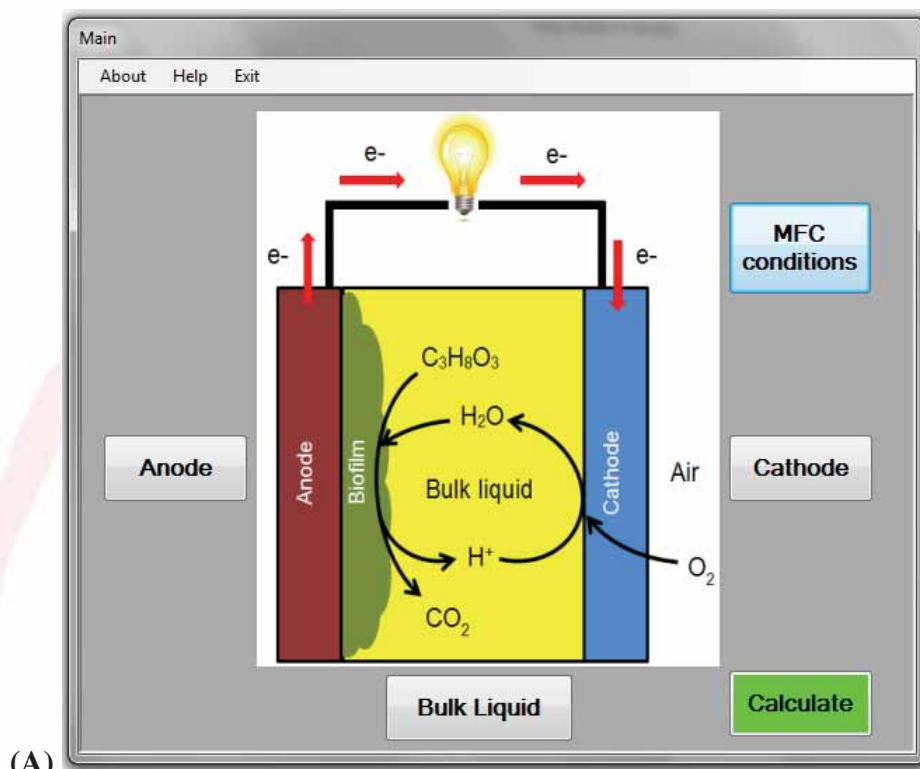 Main
About Help Exit
e- e-
e- e-
MFC
conditions
C₃H₈O₃
H₂O
Anode
Anode
Biofilm
Bulk liquid
Cathode
Air
Cathode
H⁺
O₂
CO₂
Bulk Liquid
Calculate
(A)